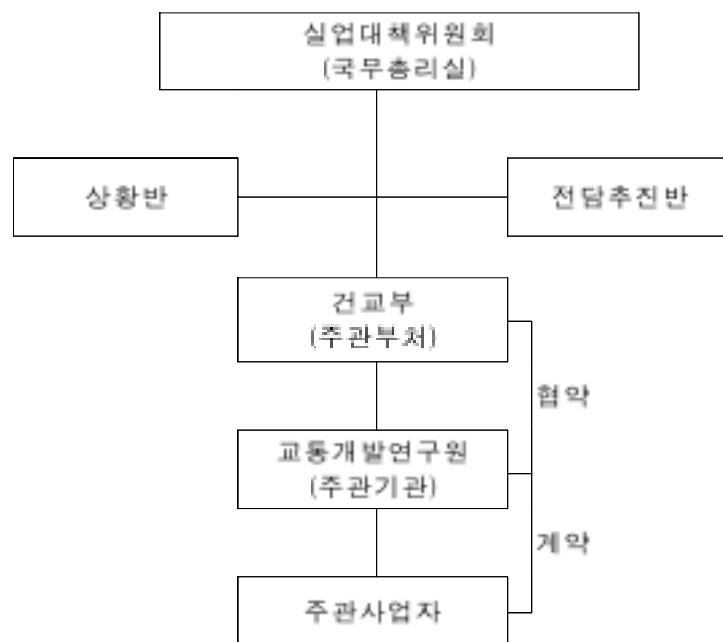 실업대책위원회
(국무총리실)
상황반
전담추진반
건교부
(주관부처)
협약
교통개발연구원
(주관기관)
계약
주관사업자